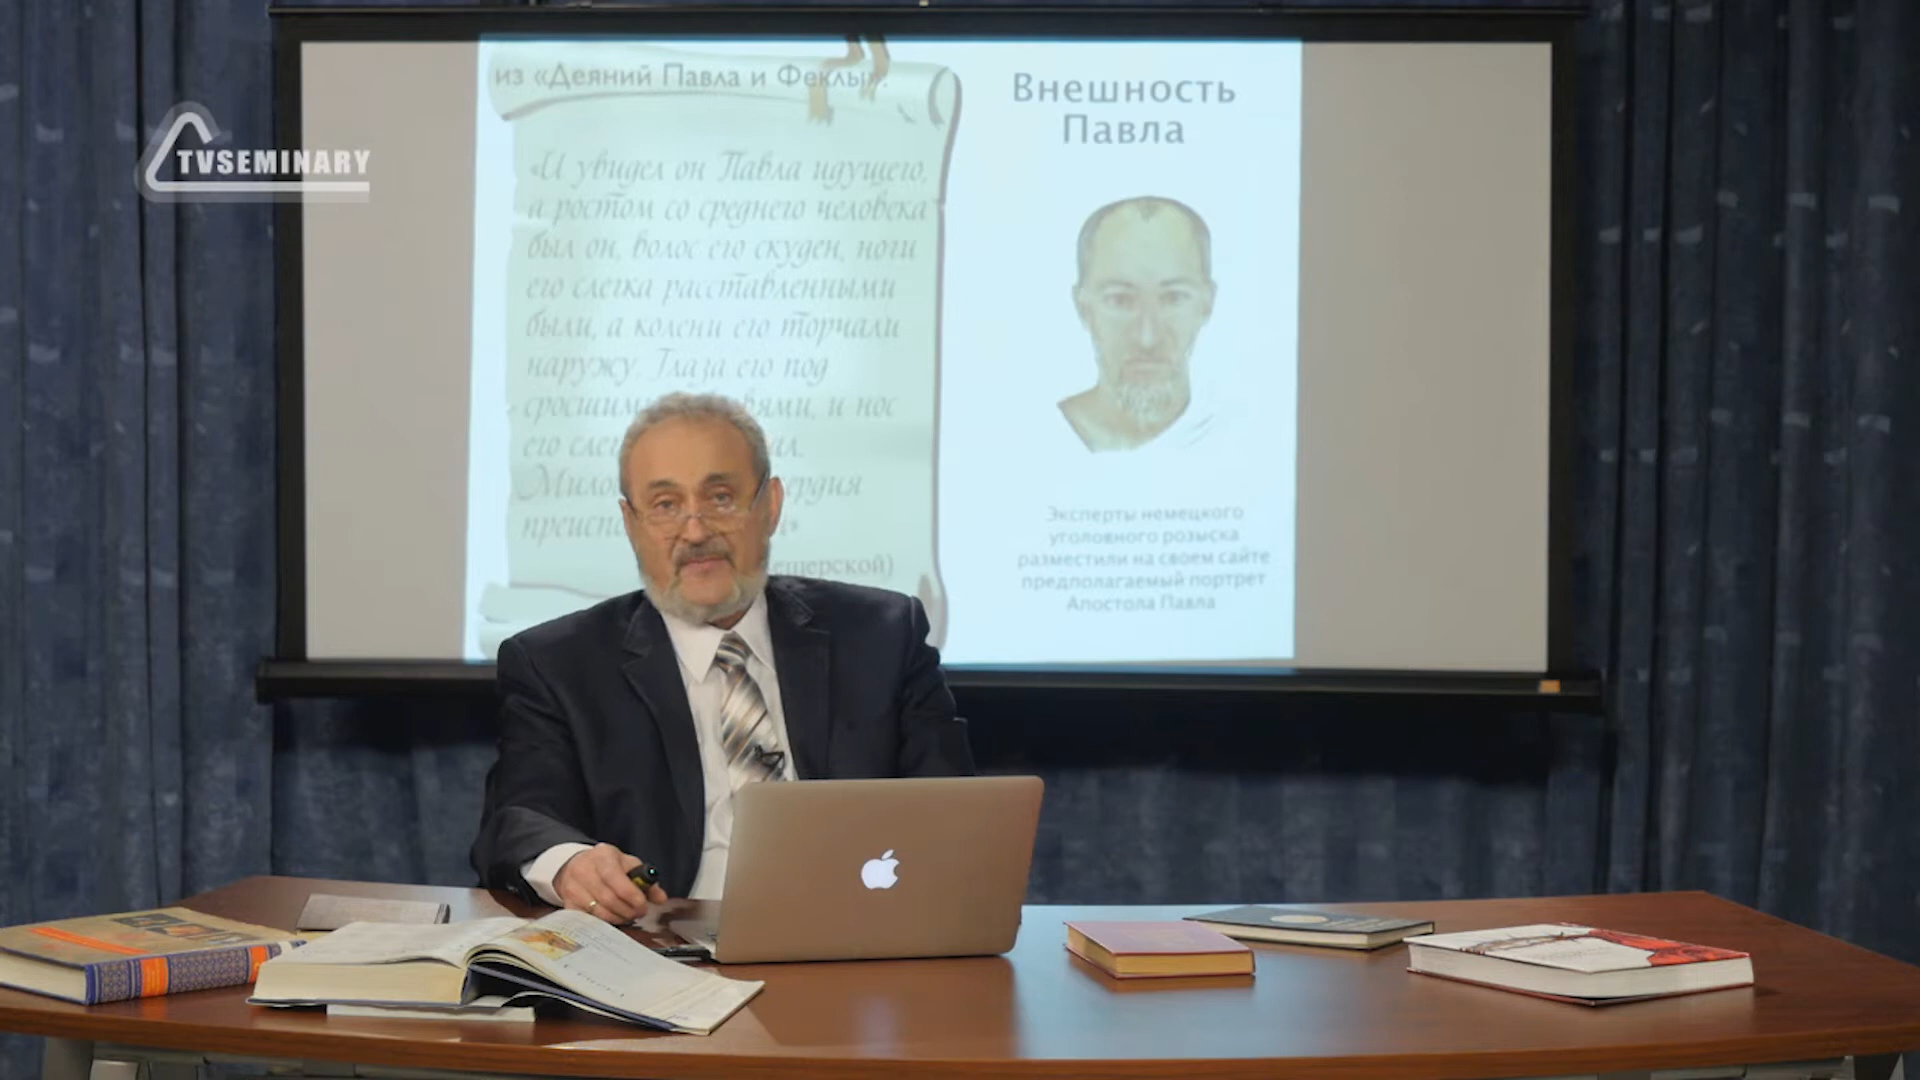 TVSEMINARY
из «Деяний Павла и Феклы».
«И увидел он Павла идущего,
а ростом со среднего человека
был он, волос его скуден, ноги
его слегка расставленными
были, а колени его торчали
наружу. Глаза его под
и нос
его
Внешность
Павла
Эксперты немецкого
уголовного розыска
разместили на своем сайте
предполагаемый портрет
Апостола Павла